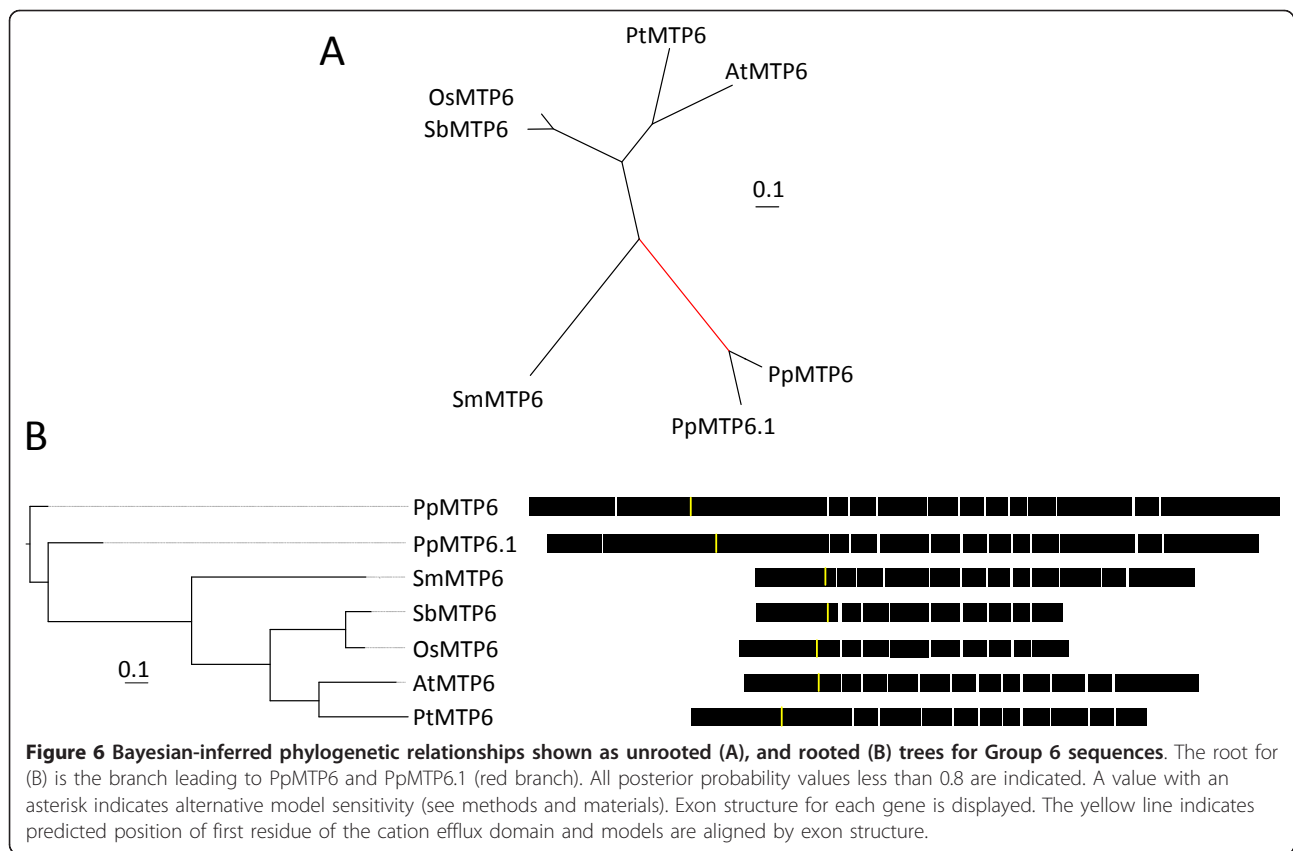 A
PtMTP6
AtMTP6
OsMTP6
SbMTP6
0.1
SmMTP6
PpMTP6
PpMTP6.1
B
PpMTP6
PpMTP6.1
SmMTP6
SbMTP6
OsMTP6
0.1
AtMTP6
PtMTP6
Figure 6 Bayesian-inferred phylogenetic relationships shown as unrooted (A), and rooted (B) trees for Group 6 sequences. The root for
(B) is the branch leading to PpMTP6 and PpMTP6.1 (red branch). All posterior probability values less than 0.8 are indicated. A value with an
asterisk indicates alternative model sensitivity (see methods and materials). Exon structure for each gene is displayed. The yellow line indicates
predicted position of first residue of the cation efflux domain and models are aligned by exon structure.